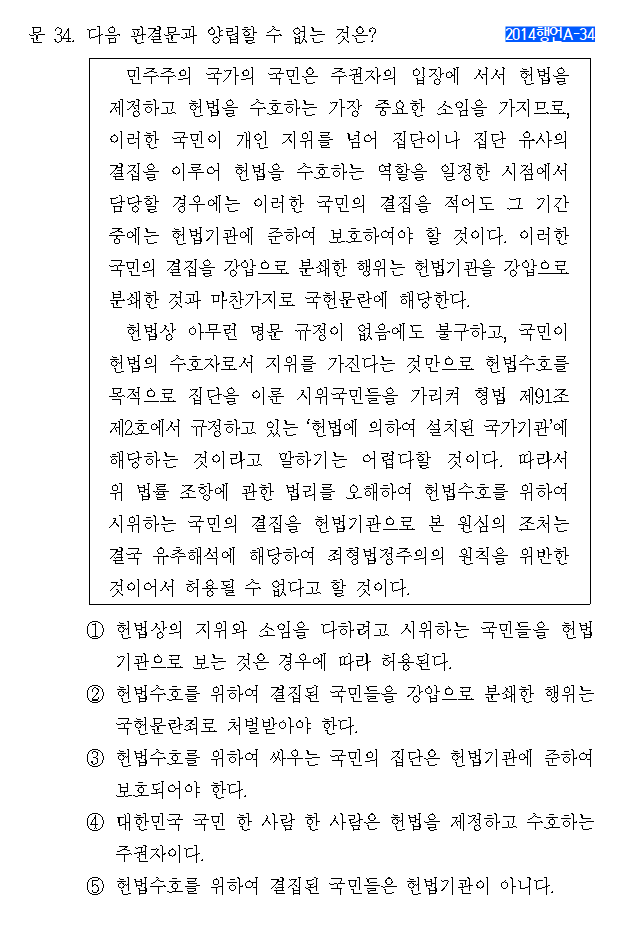 문 34. 다음 판결문과 양립할 수 없는 것은? 2014행언A-34
민주주의 국가의 국민은 주권자의 입장에 서서 헌법을
제정하고 헌법을 수호하는 가장 중요한 소임을 가지므로,
이러한 국민이 개인 지위를 넘어 집단이나 집단 유사의
결집을 이루어 헌법을 수호하는 역할을 일정한 시점에서
담당할 경우에는 이러한 국민의 결집을 적어도 그 기간
중에는 헌법기관에 준하여 보호하여야 할 것이다. 이러한
국민의 결집을 강압으로 분쇄한 행위는 헌법기관을 강압으로
분쇄한 것과 마찬가지로 국헌문란에 해당한다.
헌법상 아무런 명문 규정이 없음에도 불구하고, 국민이
헌법의 수호자로서 지위를 가진다는 것만으로 헌법수호를
목적으로 집단을 이룬 시위국민들을 가리켜 형법 제91조
제2호에서 규정하고 있는 ‘헌법에 의하여 설치된 국가기관’에
해당하는 것이라고 말하기는 어렵다할 것이다. 따라서
위 법률 조항에 관한 법리를 오해하여 헌법수호를 위하여
시위하는 국민의 결집을 헌법기관으로 본 원심의 조처는
결국 유추해석에 해당하여 죄형법정주의의 원칙을 위반한
것이어서 허용될 수 없다고 할 것이다.
① 헌법상의 지위와 소임을 다하려고 시위하는 국민들을 헌법
기관으로 보는 것은 경우에 따라 허용된다.
② 헌법수호를 위하여 결집된 국민들을 강압으로 분쇄한 행위는
국헌문란죄로 처벌받아야 한다.
③ 헌법수호를 위하여 싸우는 국민의 집단은 헌법기관에 준하여
보호되어야 한다.
④ 대한민국 국민 한 사람 한 사람은 헌법을 제정하고 수호하는
주권자이다.
⑤ 헌법수호를 위하여 결집된 국민들은 헌법기관이 아니다.